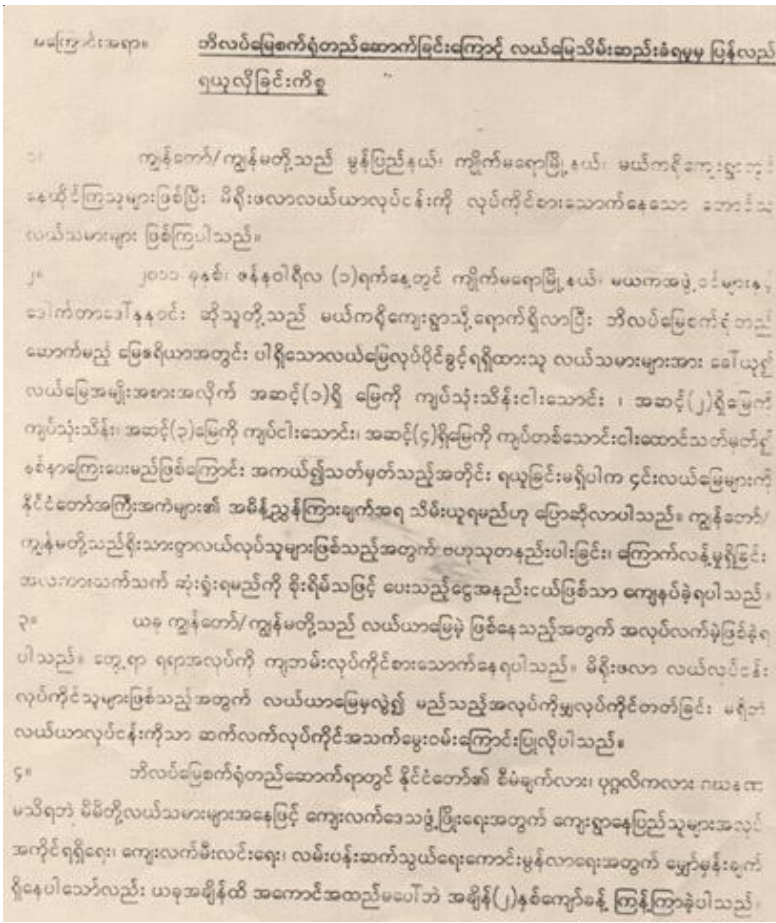 အကြောင်းအရာ။ ဘိလပ်မြေစက်ရုံတည်ဆောက်ခြင်းကြောင့် လယ်မြေသိမ်းဆည်းခံရမှုမှ ပြန်လည်
ရယူလိုခြင်းကိစ္စ
၁။ ကျွန်တော်/ကျွန်မတို့သည် မွန်ပြည်နယ်၊ ကျိုက်မရောမြို့နယ်၊ မယ်ကရိုကျေးရွာတွင်
နေထိုင်ကြသူများဖြစ်ပြီး မိရိုးဖလာလယ်ယာလုပ်ငန်းကို လုပ်ကိုင်စားသောက်နေသော တောင်သူ
လယ်သမားများ ဖြစ်ကြပါသည်။
၂။ ၂၀၁၁ ခုနှစ်၊ ဇန်နဝါရီလ (၁)ရက်နေ့တွင် ကျိုက်မရောမြို့နယ်၊ မယကအဖွဲ့ဝင်များနှင့်
ဒေါက်တာဒေါ်နုနုဝင်း ဆိုသူတို့သည် မယ်ကရိုကျေးရွာသို့ရောက်ရှိလာပြီး ဘိလပ်မြေစက်ရုံတည်
ဆောက်မည့် မြေဧရိယာအတွင်း ပါရှိသောလယ်မြေလုပ်ပိုင်ခွင့်ရရှိထားသူ လယ်သမားများအား ခေါ်ယူ၍
လယ်မြေအမျိုးအစားအလိုက် အဆင့်(၁)ရှိ မြေကို ကျပ်သုံးသိန်းငါးသောင်း ၊ အဆင့်(၂)ရှိမြေကို
ကျပ်သုံးသိန်း၊ အဆင့်(၃)မြေကို ကျပ်ငါးသောင်း၊ အဆင့်(၄)ရှိမြေကို ကျပ်တစ်သောင်းငါးထောင်သတ်မှတ်၍
နစ်နာကြေးပေးမည်ဖြစ်ကြောင်း အကယ်၍သတ်မှတ်သည့်အတိုင်း ရယူခြင်းမရှိပါက ၄င်းလယ်မြေများကို
နိုင်ငံတော်အကြီးအကဲများ၏ အမိန့်ညွှန်ကြားချက်အရ သိမ်းယူရမည်ဟု ပြောဆိုလာပါသည်။ ကျွန်တော်/
ကျွန်မတို့သည်ရိုးသားစွာလယ်လုပ်သူများဖြစ်သည့်အတွက် ဗဟုသုတနည်းပါးခြင်း၊ ကြောက်လန့်မှုရှိခြင်း
အလကားသက်သက် ဆုံးရှုံးရမည်ကို စိုးရိမ်သဖြင့် ပေးသည့်ငွေအနည်းငယ်ဖြစ်သာ ကျေနပ်ခဲ့ရပါသည်။
၃။ ယခု ကျွန်တော်/ကျွန်မတို့သည် လယ်ယာမြေမဲ့ ဖြစ်နေသည့်အတွက် အလုပ်လက်မဲ့ဖြစ်ခဲ့ရ
ပါသည်။ တွေ့ရာ ရရာအလုပ်ကို ကျဘမ်းလုပ်ကိုင်စားသောက်နေရပါသည်။ မိရိုးဖလာ လယ်လုပ်ငန်း
လုပ်ကိုင်သူများဖြစ်သည့်အတွက် လယ်ယာမြေမှလွဲ၍ မည်သည့်အလုပ်ကိုမျှလုပ်ကိုင်တတ်ခြင်း မရှိဘဲ
လယ်ယာလုပ်ငန်းကိုသာ ဆက်လက်လုပ်ကိုင်အသက်မွေးဝမ်းကြောင်းပြုလိုပါသည်။
၄။ ဘိလပ်မြေစက်ရုံတည်ဆောက်ရာတွင် နိုင်ငံတော်၏ စီမံချက်လား၊ ပုဂ္ဂလိကလား ဂဃနဏ
မသိရဘဲ မိမိတို့လယ်သမားများအနေဖြင့် ကျေးလက်ဒေသဖွံ့ဖြိုးရေးအတွက် ကျေးရွာနေပြည်သူများအလုပ်
အကိုင်ရရှိရေး၊ ကျေးလက်မီးလင်းရေး၊ လမ်းပန်းဆက်သွယ်ရေးကောင်းမွန်လာရေးအတွက် မျှော်မှန်းချက်
ရှိနေပါသော်လည်း ယခုအချိန်ထိ အကောင်အထည်မပေါ်ဘဲ အချိန်(၂)နှစ်ကျော်ခန့် ကြန့်ကြာခဲ့ပါသည်။